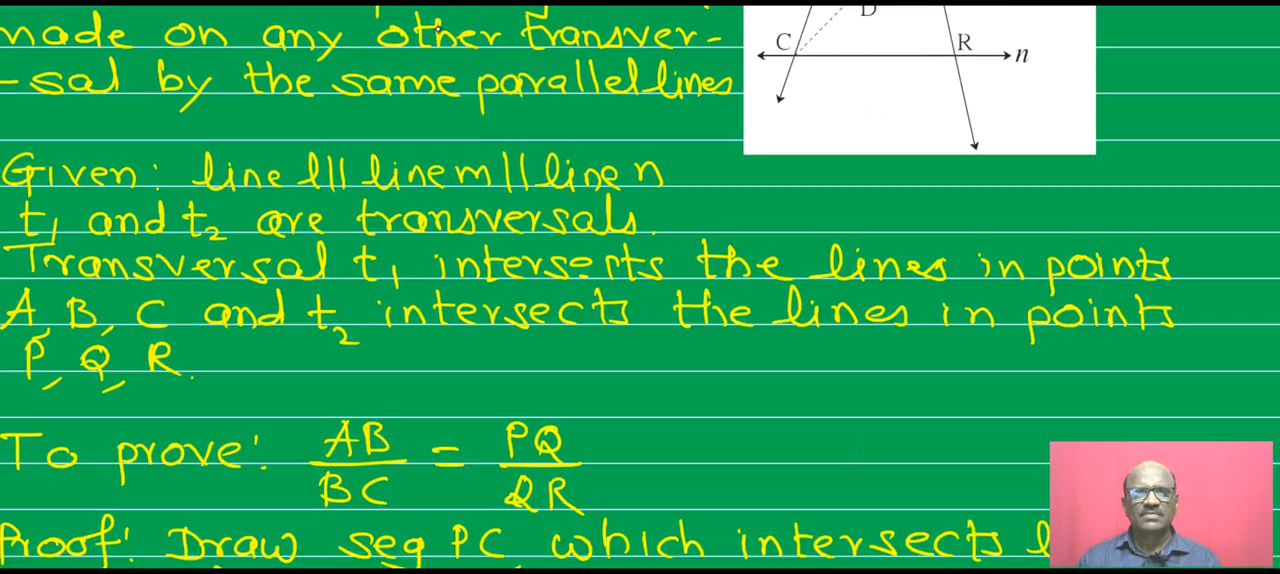 made on any other transver-
-sal by the same parallel lines
D
C R n
Given: line l || line m || line n
t1 and t2 are transversals.
Transversal t1 intersects the lines in points
A, B, C and t2 intersects the lines in points
P, Q, R.
To prove: AB/BC = PQ/QR
Proof: Draw seg PC which intersects